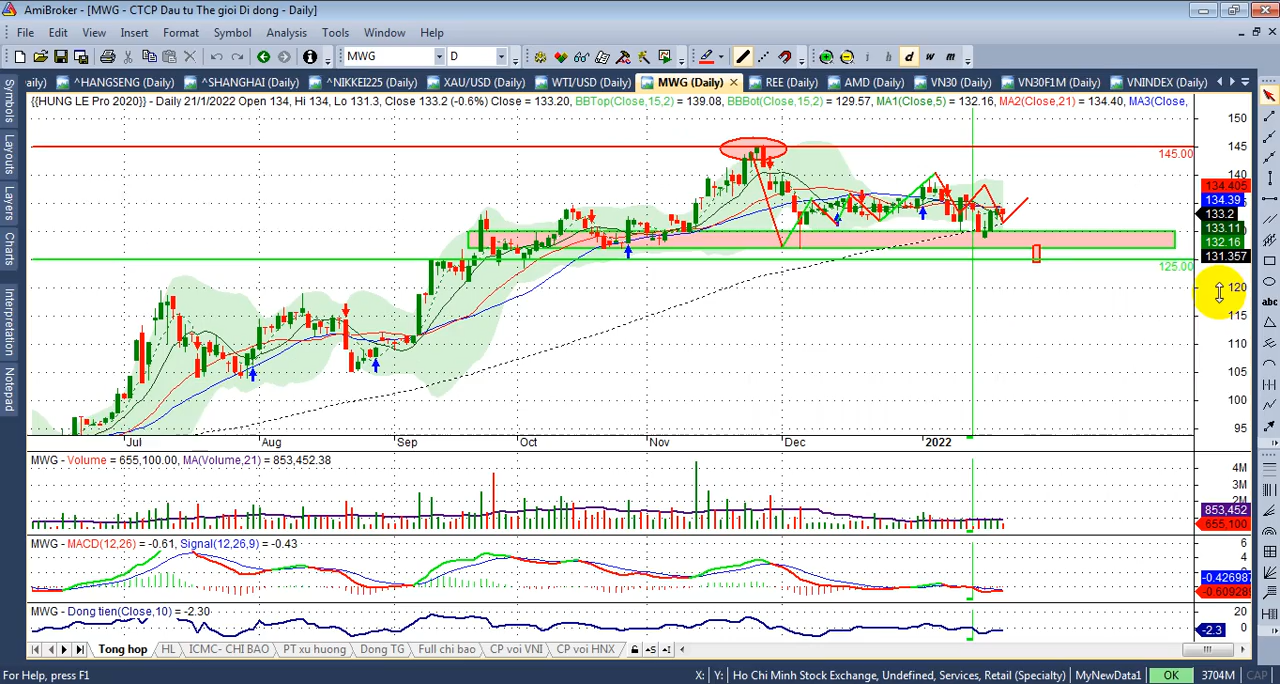 AmiBroker - [MWG - CTCP Dau tu The gioi Di dong - Daily]
File Edit View Insert Format Symbol Analysis Tools Window Help
MWG D i h d w m
aily) ^HANGSENG (Daily) ^SHANGHAI (Daily) ^NIKKEI225 (Daily) XAU/USD (Daily) WTI/USD (Daily) MWG (Daily) REE (Daily) AMD (Daily) VN30 (Daily) VN30F1M (Daily) VNINDEX (Daily)
{{HUNG LE Pro 2020}} - Daily 21/1/2022 Open 134, Hi 134, Lo 131.3, Close 133.2 (-0.6%) Close = 133.20, BBTop(Close,15,2) = 139.08, BBBot(Close,15,2) = 129.57, MA1(Close,5) = 132.16, MA2(Close,21) = 134.40, MA3(Close,
Symbols
Layouts
Layers
Charts
Interpretation
Notepad
abc
150
145
145.00
140
134.405
134.39
133.2
133.11
132.16
131.357
125.00
120
115
110
105
100
95
Jul Aug Sep Oct Nov Dec 2022
MWG - Volume = 655,100.00, MA(Volume,21) = 853,452.38
4M
3M
2M
853,452
655,100
MWG - MACD(12,26) = -0.61, Signal(12,26,9) = -0.43
6
4
-0.426987
-0.60928
MWG - Dong tien(Close,10) = -2.30
20
0
-2.3
Tong hop HL ICMC- CHI BAO PT xu huong Dong TG Full chi bao CP voi VNI CP voi HNX
For Help, press F1 X: Y: Ho Chi Minh Stock Exchange, Undefined, Services, Retail (Specialty) MyNewData1 OK 3704M CAP